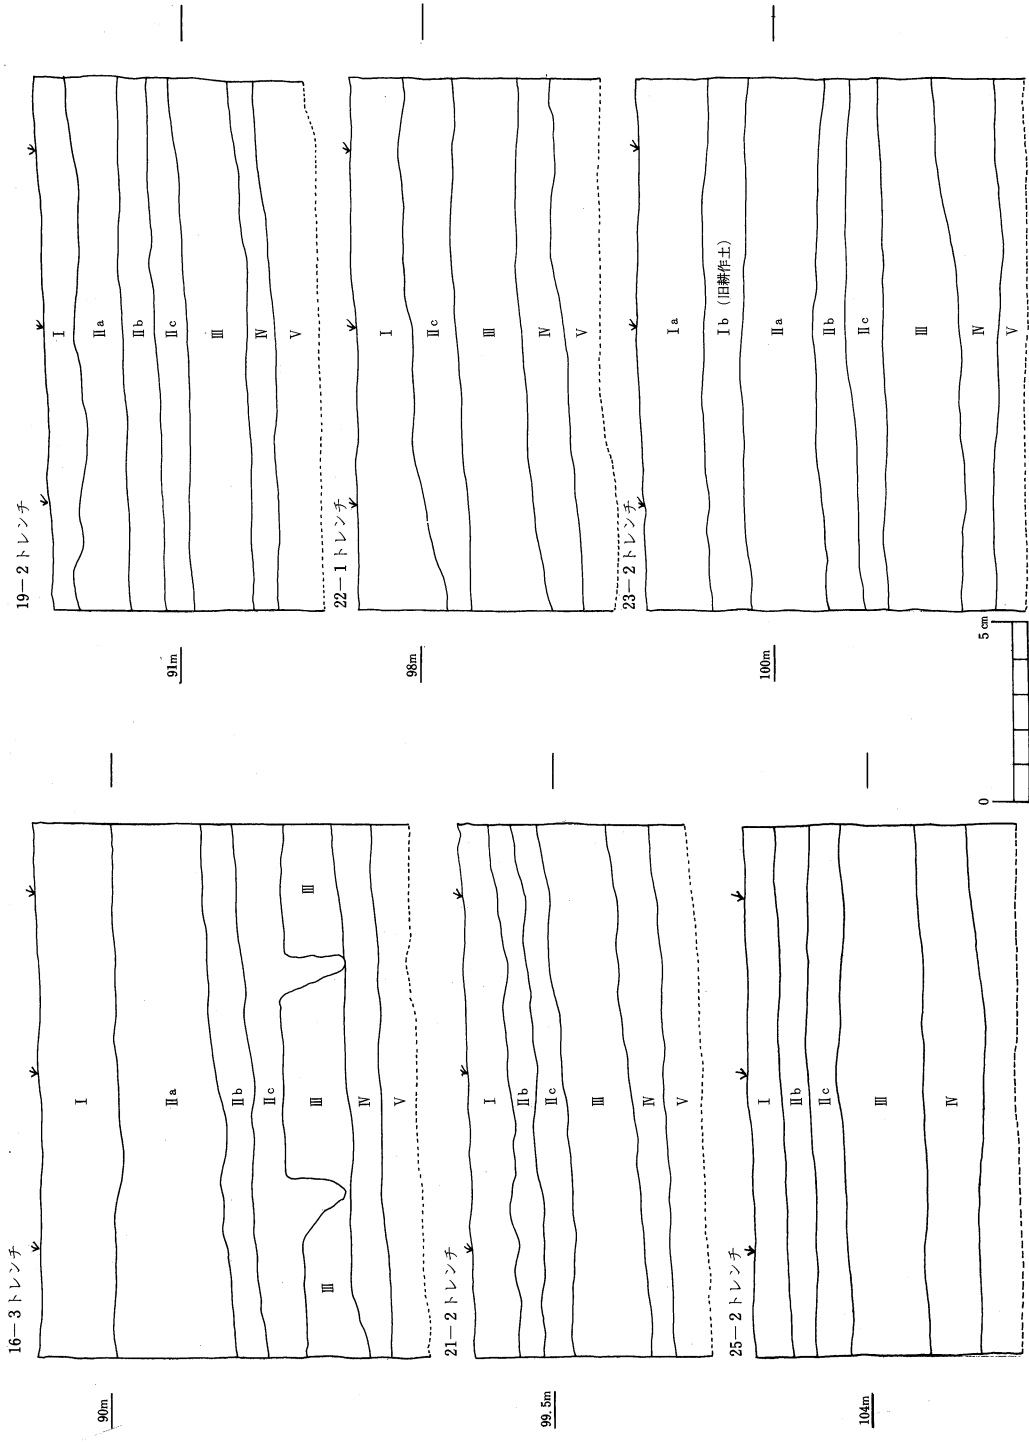 16-3トレンチ
90m
Ⅰ
Ⅱa
Ⅱb
Ⅱc
Ⅲ
Ⅲ
Ⅲ
Ⅳ
Ⅴ
19-2トレンチ
91m
Ⅰ
Ⅱa
Ⅱb
Ⅱc
Ⅲ
Ⅳ
Ⅴ
21-2トレンチ
99.5m
Ⅰ
Ⅱb
Ⅱc
Ⅲ
Ⅳ
Ⅴ
22-1トレンチ
98m
Ⅰ
Ⅱc
Ⅲ
Ⅳ
Ⅴ
25-2トレンチ
104m
Ⅰ
Ⅱb
Ⅱc
Ⅲ
Ⅳ
23-2トレンチ
100m
Ⅰa
Ⅰb(旧耕作土)
Ⅱa
Ⅱb
Ⅱc
Ⅲ
Ⅳ
Ⅴ
0 5cm